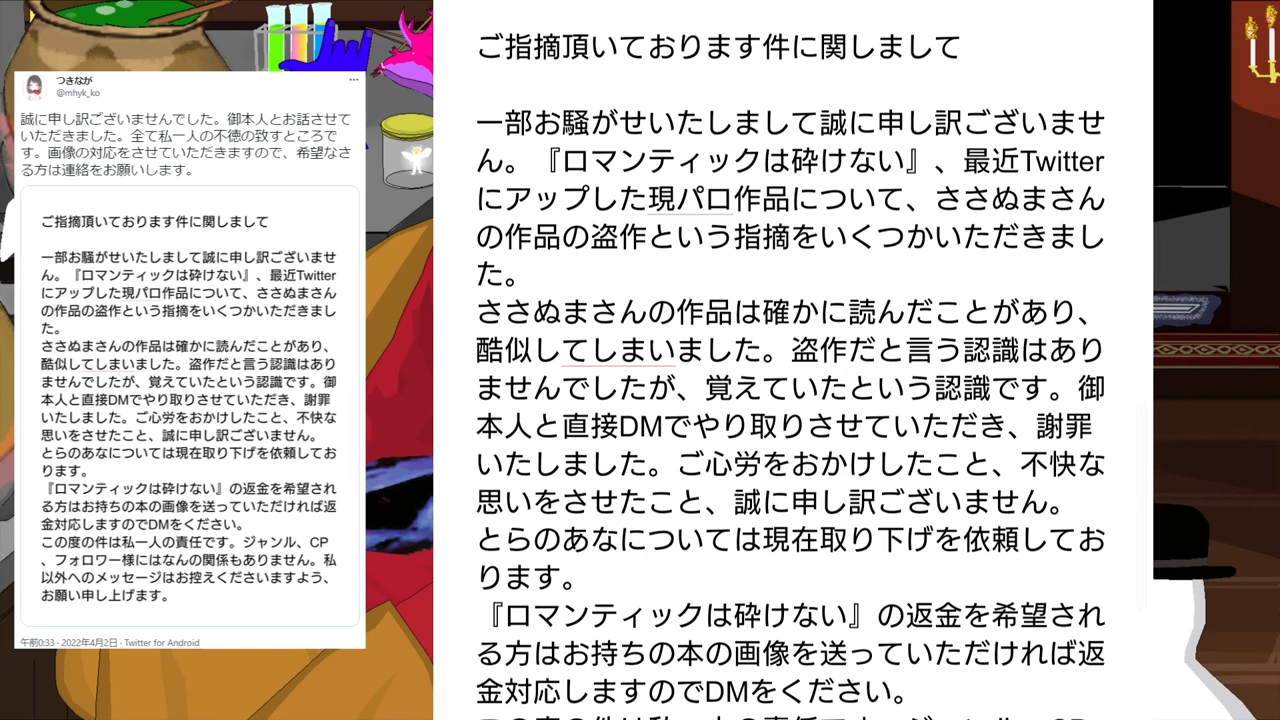 つきなが
@mhyk_ko
誠に申し訳ございませんでした。御本人とお話させて
いただきました。全て私一人の不徳の致すところで
す。画像の対応をさせていただきますので、希望なさ
る方は連絡をお願いします。
ご指摘頂いております件に関しまして
一部お騒がせいたしまして誠に申し訳ございませ
ん。『ロマンティックは砕けない』、最近Twitter
にアップした現パロ作品について、ささぬまさん
の作品の盗作という指摘をいくつかいただきまし
た。
ささぬまさんの作品は確かに読んだことがあり、
酷似してしまいました。盗作だと言う認識はあり
ませんでしたが、覚えていたという認識です。御
本人と直接DMでやり取りさせていただき、謝罪
いたしました。ご心労をおかけしたこと、不快な
思いをさせたこと、誠に申し訳ございません。
とらのあなについては現在取り下げを依頼してお
ります。
『ロマンティックは砕けない』の返金を希望され
る方はお持ちの本の画像を送っていただければ返
金対応しますのでDMをください。
この度の件は私一人の責任です。ジャンル、CP
、フォロワー様にはなんの関係もありません。私
以外へのメッセージはお控えくださいますよう、
お願い申し上げます。
午前0:33 · 2022年4月2日 · Twitter for Android
ご指摘頂いております件に関しまして
一部お騒がせいたしまして誠に申し訳ございませ
ん。『ロマンティックは砕けない』、最近Twitter
にアップした現パロ作品について、ささぬまさん
の作品の盗作という指摘をいくつかいただきまし
た。
ささぬまさんの作品は確かに読んだことがあり、
酷似してしまいました。盗作だと言う認識はあり
ませんでしたが、覚えていたという認識です。御
本人と直接DMでやり取りさせていただき、謝罪
いたしました。ご心労をおかけしたこと、不快な
思いをさせたこと、誠に申し訳ございません。
とらのあなについては現在取り下げを依頼してお
ります。
『ロマンティックは砕けない』の返金を希望され
る方はお持ちの本の画像を送っていただければ返
金対応しますのでDMをください。